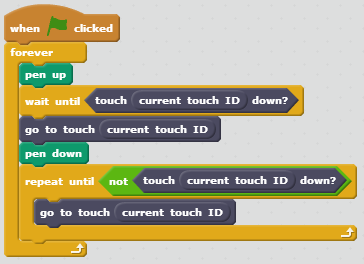 when clicked
forever
pen up
wait until touch current touch ID down?
go to touch current touch ID
pen down
repeat until not touch current touch ID down?
go to touch current touch ID